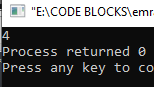 "E:\CODE BLOCKS\emr
4
Process returned 0
Press any key to co